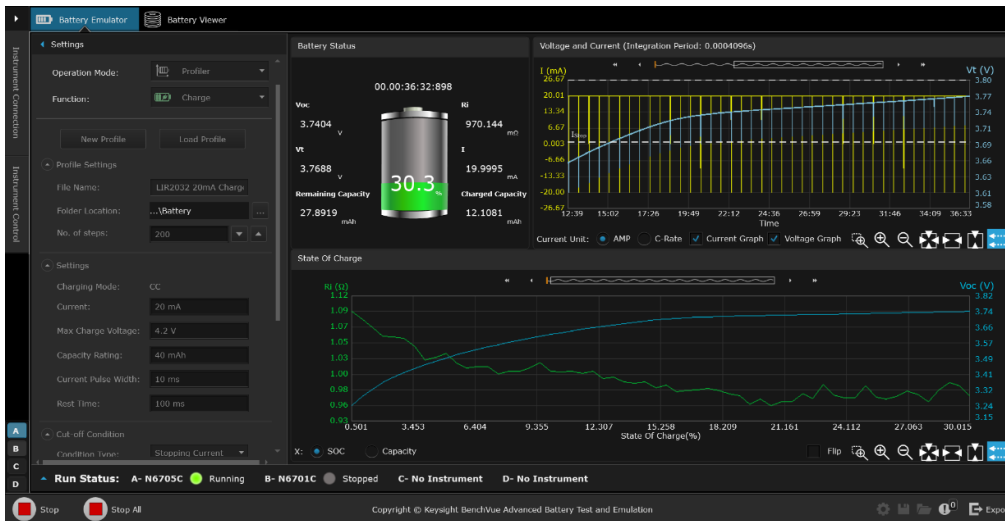 Battery Emulator Battery Viewer
Instrument Connection
Instrument Control
Settings
Operation Mode: Profiler
Function: Charge
New Profile Load Profile
Profile Settings
File Name: LIR2032 20mA Charg
Folder Location: ...\Battery ...
No. of steps: 200
Settings
Charging Mode: CC
Current: 20 mA
Max Charge Voltage: 4.2 V
Capacity Rating: 40 mAh
Current Pulse Width: 10 ms
Rest Time: 100 ms
Cut-off Condition
Condition Type: Stopping Current
Battery Status
00.00:36:32:898
Voc
3.7404 V
Vt
3.7688 V
Remaining Capacity
27.8919 mAh
30.3 %
Ri
970.144 mΩ
I
19.9995 mA
Charged Capacity
12.1081 mAh
Voltage and Current (Integration Period: 0.0004096s)
I (mA) Vt (V)
26.67 3.80
20.01 3.77
13.34 3.74
6.67 3.71
0.003 3.69
-6.66 3.66
-13.33 3.63
-20.00 3.61
-26.67 3.58
12:39 15:02 17:26 19:49 22:12 24:36 26:59 29:23 31:46 34:09 36:33
Time
Current Unit: AMP C-Rate Current Graph Voltage Graph
State Of Charge
Ri (Ω) Voc (V)
1.12 3.82
1.09 3.74
1.07 3.66
1.05 3.57
1.03 3.49
1.00 3.41
0.98 3.32
0.96 3.24
0.93 3.15
0.501 3.453 6.404 9.355 12.307 15.258 18.209 21.161 24.112 27.063 30.015
State Of Charge(%)
X: SOC Capacity Flip
A
B
C
D
Run Status: A- N6705C Running B- N6701C Stopped C- No Instrument D- No Instrument
Stop Stop All Copyright © Keysight BenchVue Advanced Battery Test and Emulation 0 Expo